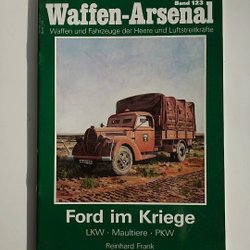 Band 123
Waffen-Arsenal
Waffen und Fahrzeuge der Heere und Luftstreitkräfte
Ford im Kriege
LKW · Maultiere · PKW
Reinhard Frank